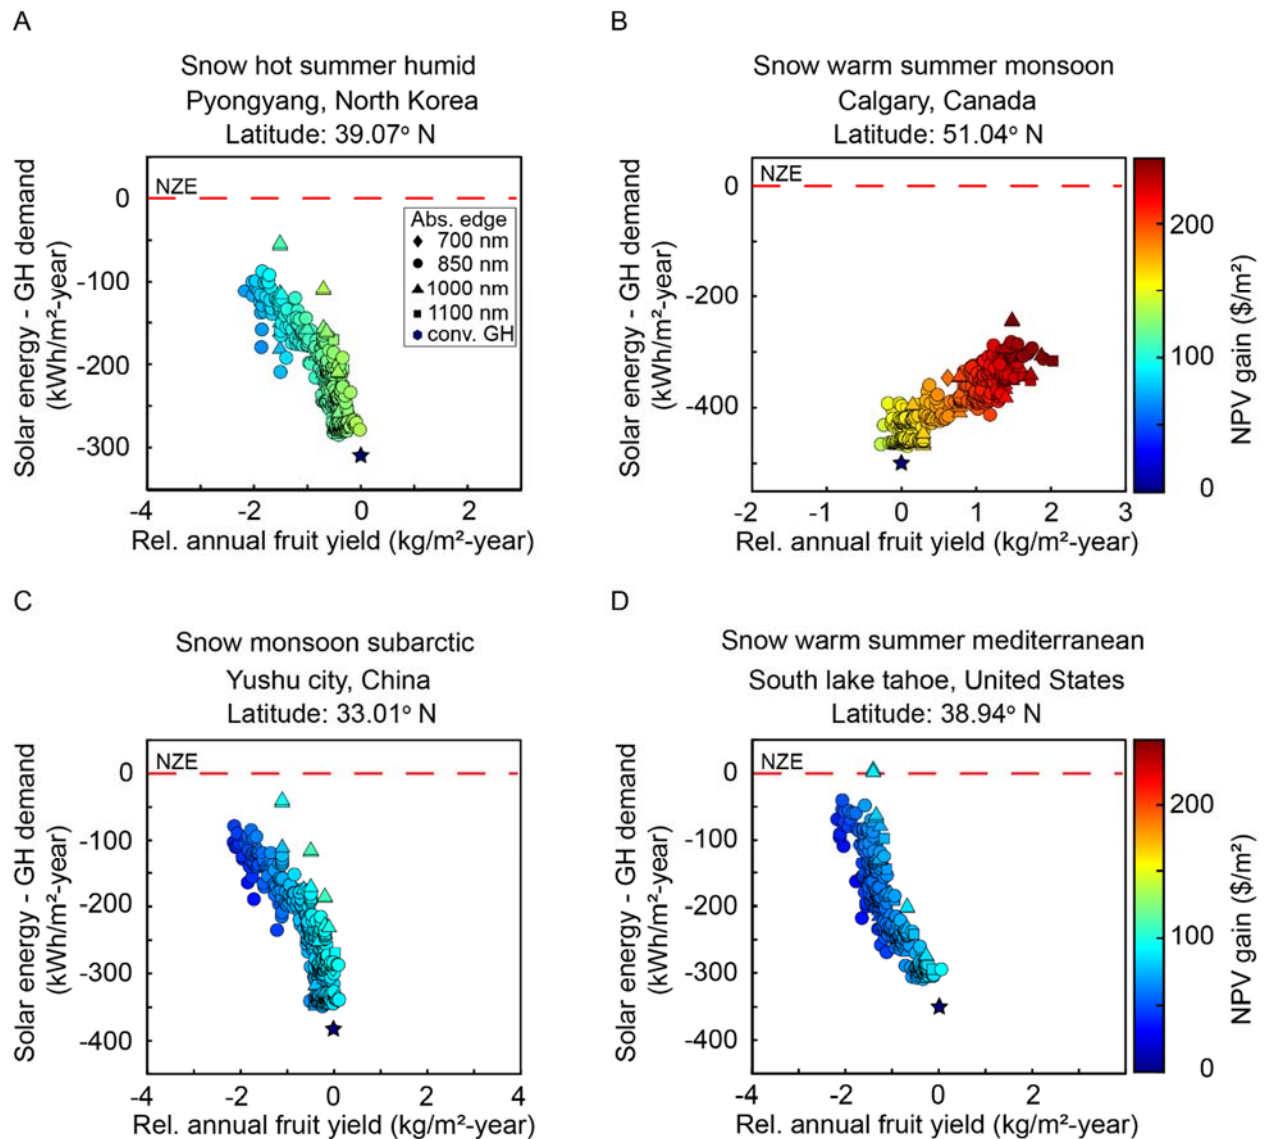 A
Snow hot summer humid
Pyongyang, North Korea
Latitude: 39.07° N
Solar energy - GH demand
(kWh/m²-year)
0
-100
-200
-300
NZE
Abs. edge
700 nm
850 nm
1000 nm
1100 nm
conv. GH
-4
-2
0
2
Rel. annual fruit yield (kg/m²-year)
B
Snow warm summer monsoon
Calgary, Canada
Latitude: 51.04° N
Solar energy - GH demand
(kWh/m²-year)
0
-200
-400
NZE
-2
-1
0
1
2
3
Rel. annual fruit yield (kg/m²-year)
200
100
0
NPV gain ($/m²)
C
Snow monsoon subarctic
Yushu city, China
Latitude: 33.01° N
Solar energy - GH demand
(kWh/m²-year)
0
-100
-200
-300
-400
NZE
-4
-2
0
2
4
Rel. annual fruit yield (kg/m²-year)
D
Snow warm summer mediterranean
South lake tahoe, United States
Latitude: 38.94° N
Solar energy - GH demand
(kWh/m²-year)
0
-100
-200
-300
-400
NZE
-4
-2
0
2
Rel. annual fruit yield (kg/m²-year)
200
100
0
NPV gain ($/m²)